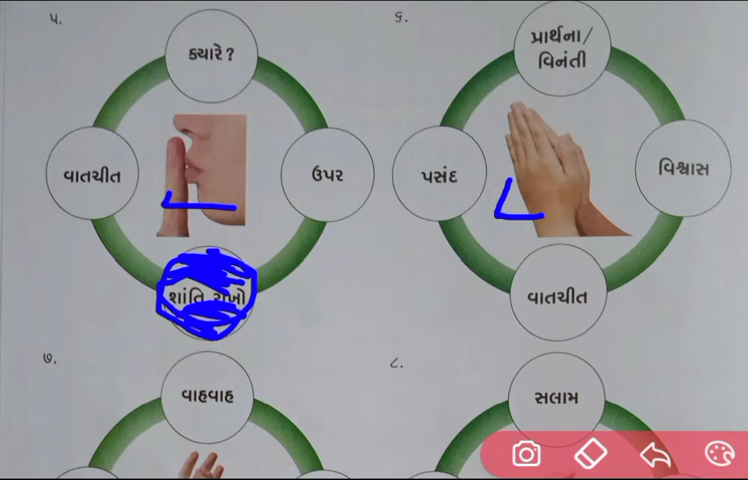 ૫.
ક્યારે ?
વાતચીત
ઉપર
શાંતિ રાખો
૬.
પ્રાર્થના/
વિનંતી
પસંદ
વિશ્વાસ
વાતચીત
૭.
વાહવાહ
૮.
સલામ